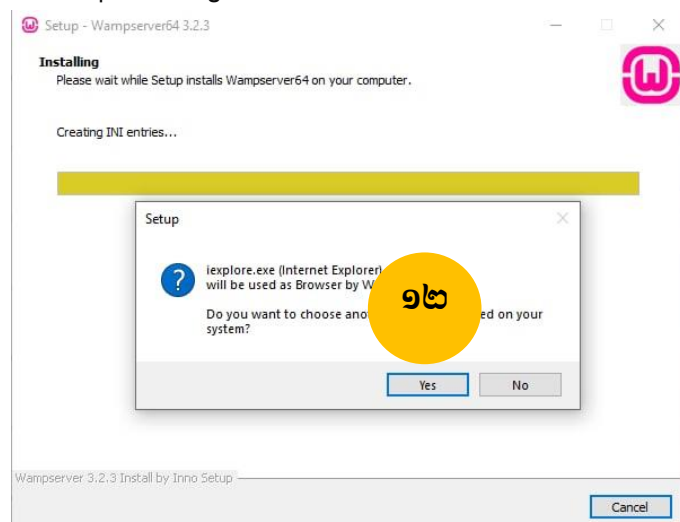 Setup - Wampserver64 3.2.3
Installing
Please wait while Setup installs Wampserver64 on your computer.
Creating INI entries...
Setup
iexplore.exe (Internet Explorer)
will be used as Browser by W
Do you want to choose ano ed on your
system?
១២
Yes No
Wampserver 3.2.3 Install by Inno Setup
Cancel